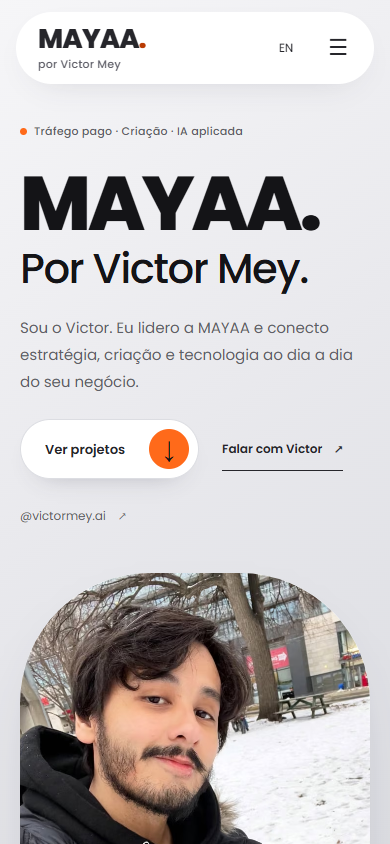 MAYAA.
por Victor Mey
EN
Tráfego pago · Criação · IA aplicada
MAYAA.
Por Victor Mey.
Sou o Victor. Eu lidero a MAYAA e conecto
estratégia, criação e tecnologia ao dia a dia
do seu negócio.
Ver projetos ↓
Falar com Victor ↗
@victormey.ai ↗